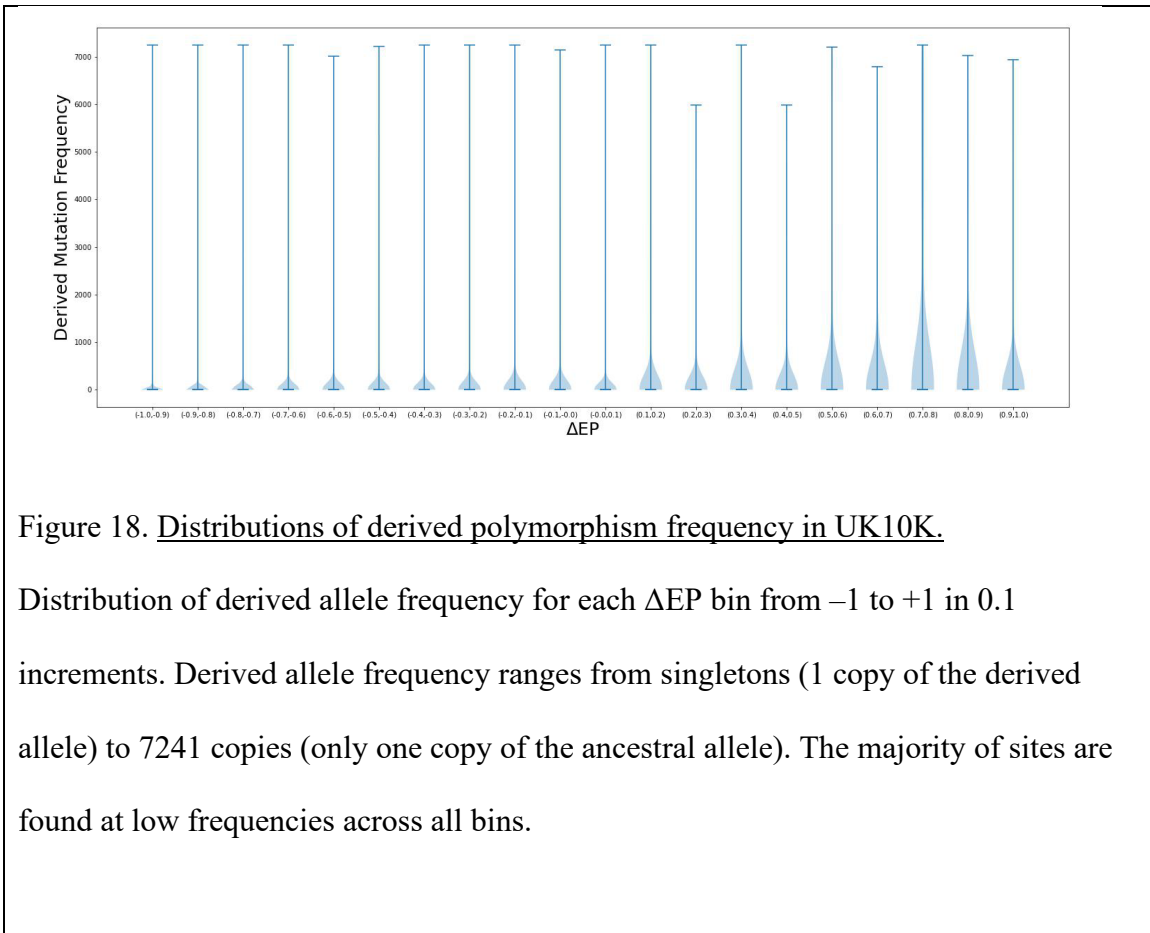 Derived Mutation Frequency
7000
6000
5000
4000
3000
2000
1000
0
(-1.0,-0.9) (-0.9,-0.8) (-0.8,-0.7) (-0.7,-0.6) (-0.6,-0.5) (-0.5,-0.4) (-0.4,-0.3) (-0.3,-0.2) (-0.2,-0.1) (-0.1,-0.0) (-0.0,0.1) (0.1,0.2) (0.2,0.3) (0.3,0.4) (0.4,0.5) (0.5,0.6) (0.6,0.7) (0.7,0.8) (0.8,0.9) (0.9,1.0)
ΔEP
Figure 18. Distributions of derived polymorphism frequency in UK10K.
Distribution of derived allele frequency for each ΔEP bin from –1 to +1 in 0.1
increments. Derived allele frequency ranges from singletons (1 copy of the derived
allele) to 7241 copies (only one copy of the ancestral allele). The majority of sites are
found at low frequencies across all bins.